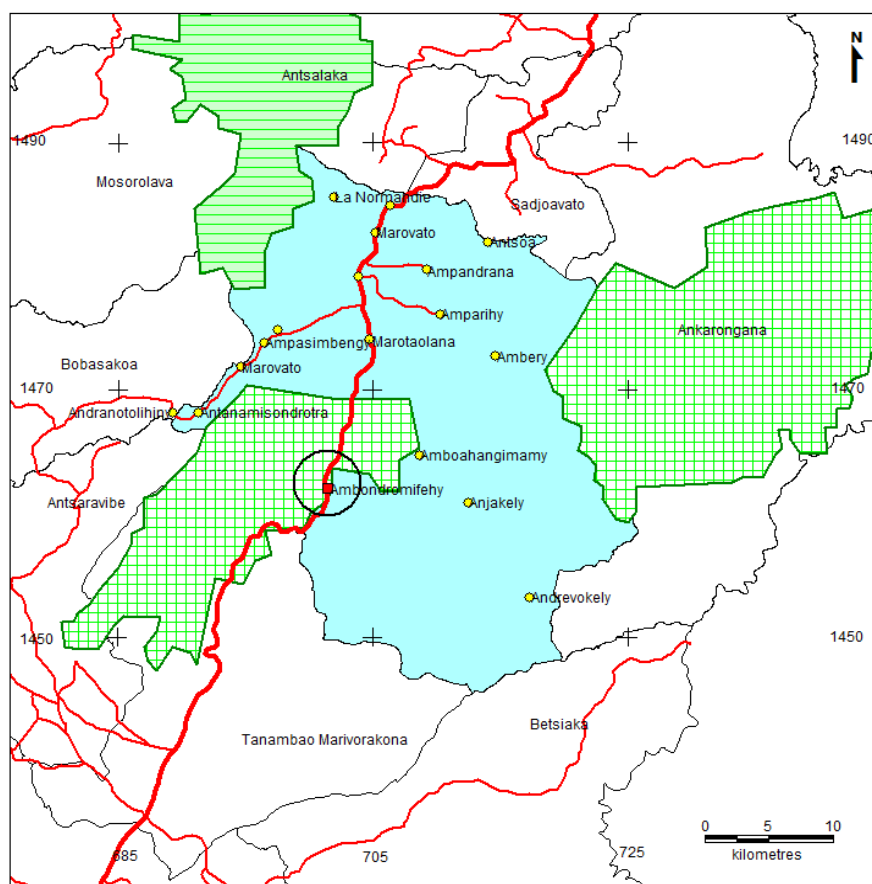 N
Antsalaka
1490
1490
Mosorolava
La Normandie
Sadjoavato
Marovato
Antsoa
Ampandrana
Amparihy
Ankarongana
Ampasimbengy
Marotaolana
Ambery
Bobasakoa
Marovato
1470
1470
Andranotolihiny
Antanamisondrotra
Amboahangimamy
Antsaravibe
Ambondromifehy
Anjakely
Andrevokely
1450
1450
Betsiaka
Tanambao Marivorakona
0 5 10
kilometres
685
705
725